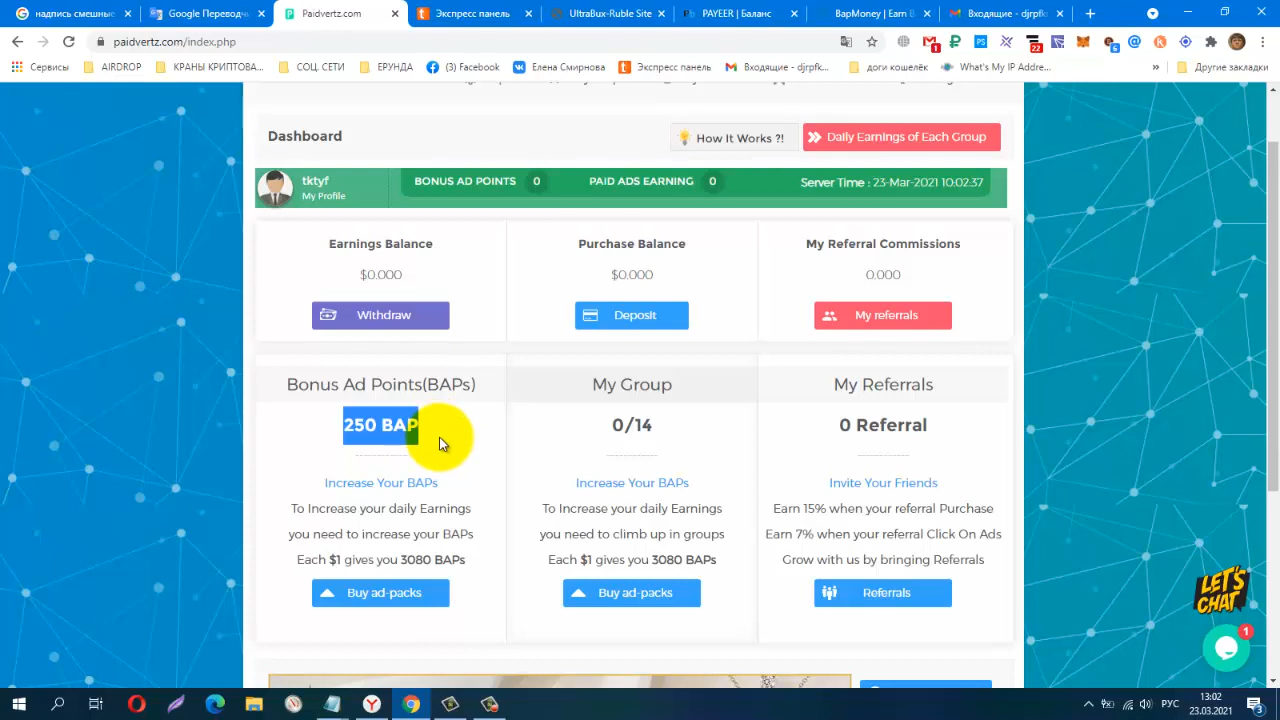 надпись смешные
Google Переводч
Paidvertz.com
Экспресс панель
UltraBux-Ruble Site
PAYEER | Баланс
BapMoney | Earn B
Входящие - djrpfk
paidvertz.com/index.php
Сервисы
AIRDROP
КРАНЫ КРИПТОВА...
СОЦ. СЕТИ
ЕРУНДА
(3) Facebook
Елена Смирнова
Экспресс панель
Входящие - djrpfk...
доги кошелёк
What's My IP Addre...
»
Другие закладки
Dashboard
How It Works ?!
Daily Earnings of Each Group
tktyf
My Profile
BONUS AD POINTS 0
PAID ADS EARNING 0
Server Time : 23-Mar-2021 10:02:37
Earnings Balance
$0.000
Withdraw
Purchase Balance
$0.000
Deposit
My Referral Commissions
0.000
My referrals
Bonus Ad Points(BAPs)
250 BAP
Increase Your BAPs
To Increase your daily Earnings
you need to increase your BAPs
Each $1 gives you 3080 BAPs
Buy ad-packs
My Group
0/14
Increase Your BAPs
To Increase your daily Earnings
you need to climb up in groups
Each $1 gives you 3080 BAPs
Buy ad-packs
My Referrals
0 Referral
Invite Your Friends
Earn 15% when your referral Purchase
Earn 7% when your referral Click On Ads
Grow with us by bringing Referrals
Referrals
LET'S
CHAT
1
РУС
13:02
23.03.2021
3